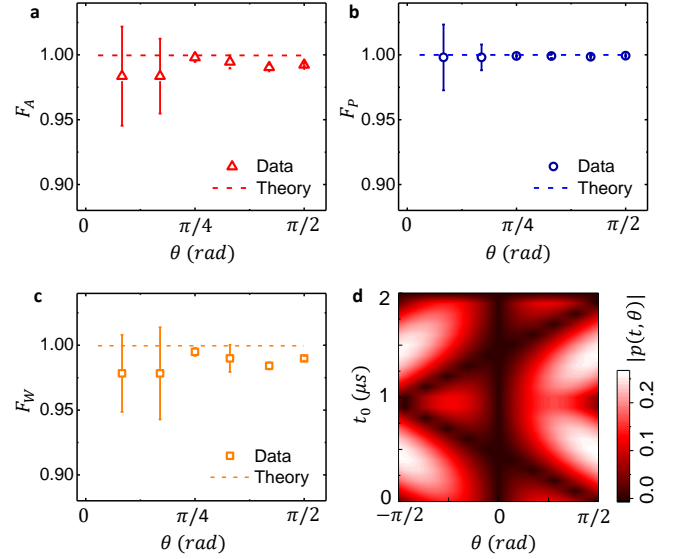 a
1.00
0.95
0.90
F_A
Data
Theory
0
π/4
π/2
θ (rad)
b
1.00
0.95
0.90
F_P
Data
Theory
0
π/4
π/2
θ (rad)
c
1.00
0.95
0.90
F_W
Data
Theory
0
π/4
π/2
θ (rad)
d
2
1
0
t_0 (μs)
−π/2
0
π/2
θ (rad)
|p(t, θ)|
0.2
0.1
0.0